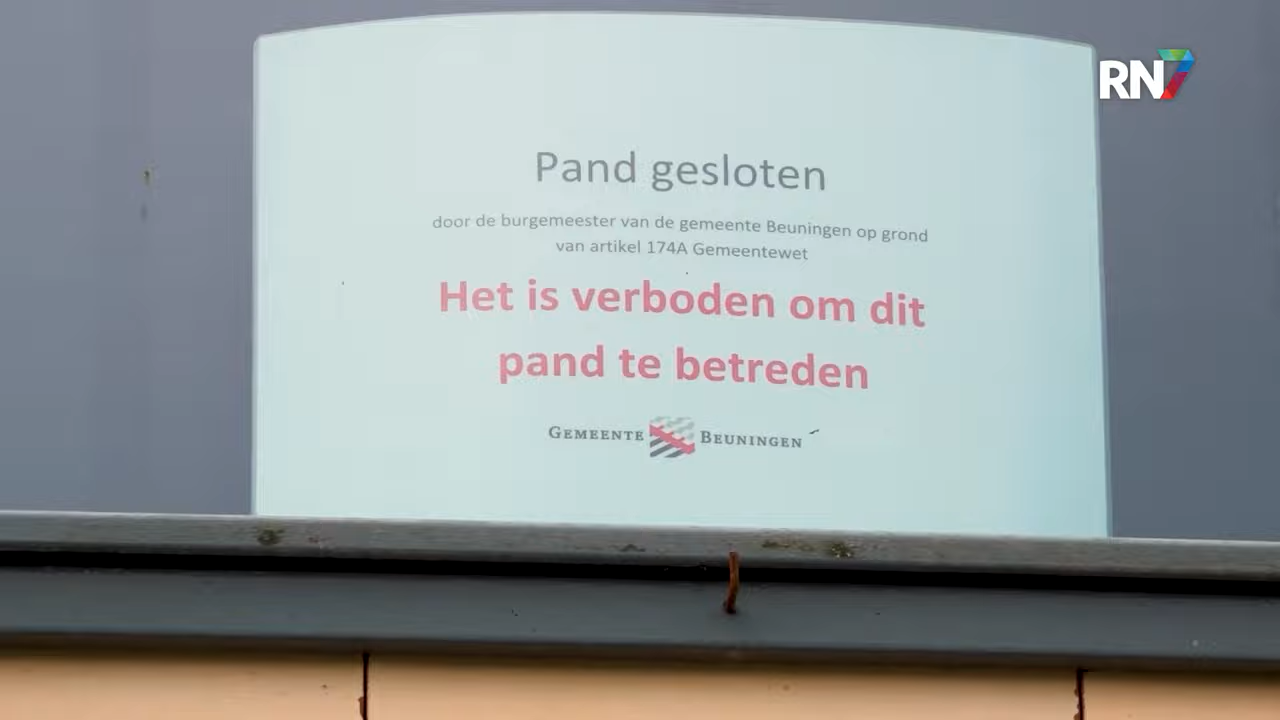 RN7
Pand gesloten
door de burgemeester van de gemeente Beuningen op grond
van artikel 174A Gemeentewet
Het is verboden om dit
pand te betreden
GEMEENTE BEUNINGEN